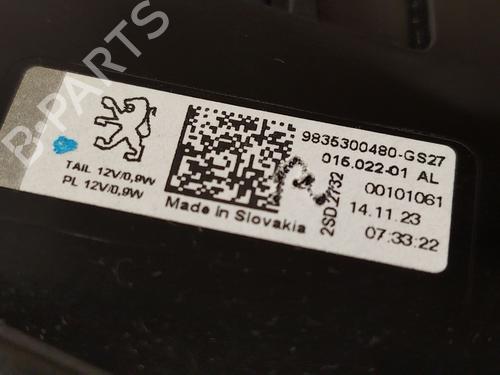 B-PARTS
TAIL 12V/0,9W
PL 12V/0,9W
Made in Slovakia
2SD.2732
9835300480-GS27
016.022-01 AL
00101061
14.11.23
07:33:22